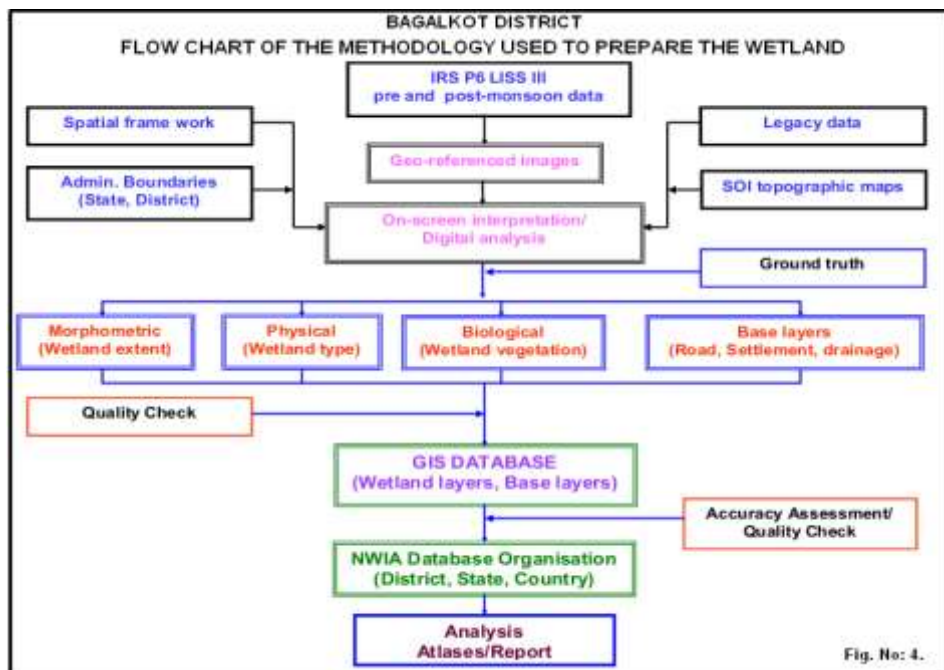 BAGALKOT DISTRICT
FLOW CHART OF THE METHODOLOGY USED TO PREPARE THE WETLAND
IRS P6 LISS III
pre and post-monsoon data
Spatial frame work
Legacy data
Geo-referenced images
Admin. Boundaries
(State, District)
SOI topographic maps
On-screen interpretation/
Digital analysis
Ground truth
Morphometric
(Wetland extent)
Physical
(Wetland type)
Biological
(Wetland vegetation)
Base layers
(Road, Settlement, drainage)
Quality Check
GIS DATABASE
(Wetland layers, Base layers)
Accuracy Assessment/
Quality Check
NWIA Database Organisation
(District, State, Country)
Analysis
Atlases/Report
Fig. No: 4.